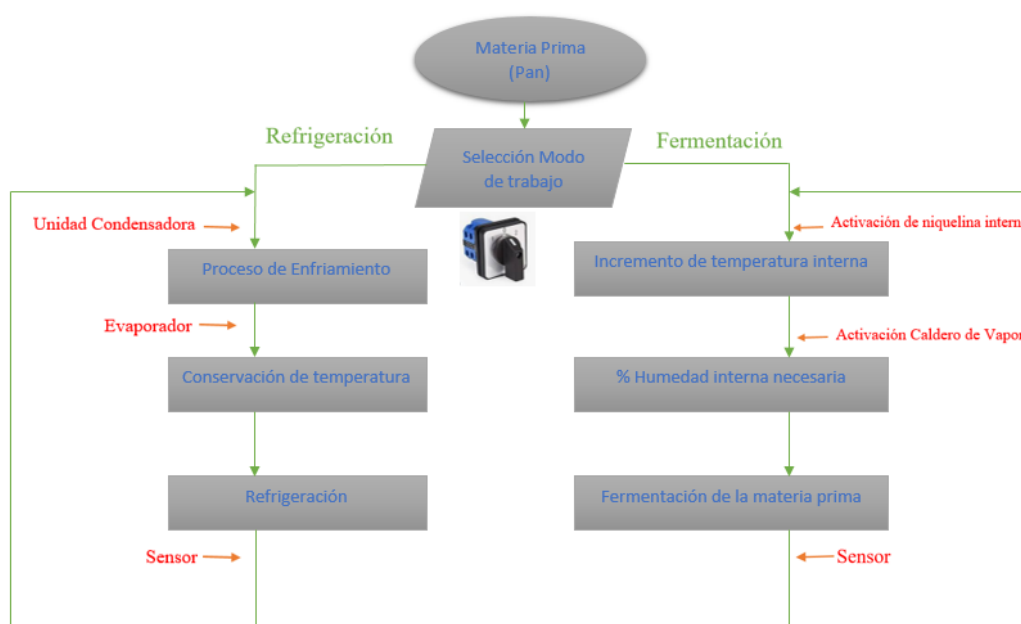 Materia Prima
(Pan)
Refrigeración
Fermentación
Selección Modo
de trabajo
Unidad Condensadora
Activación de niquelina intern
Proceso de Enfriamiento
Incremento de temperatura interna
Evaporador
Activación Caldero de Vapor
Conservación de temperatura
% Humedad interna necesaria
Refrigeración
Fermentación de la materia prima
Sensor
Sensor